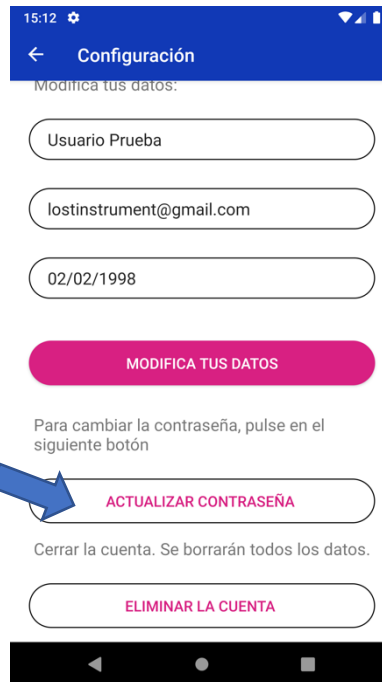 15:12
Configuración
Modifica tus datos:
Usuario Prueba
lostinstrument@gmail.com
02/02/1998
MODIFICA TUS DATOS
Para cambiar la contraseña, pulse en el
siguiente botón
ACTUALIZAR CONTRASEÑA
Cerrar la cuenta. Se borrarán todos los datos.
ELIMINAR LA CUENTA